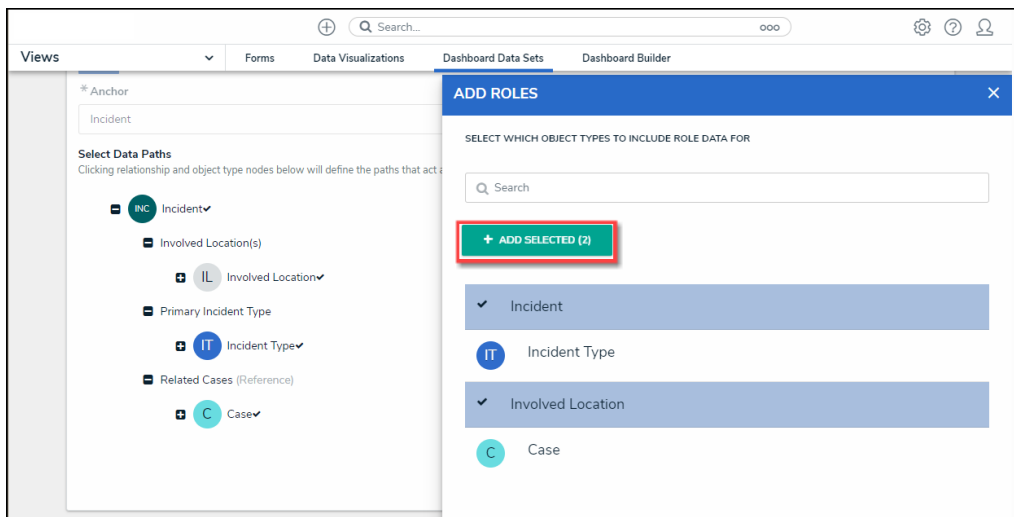 Search...
ooo
Views
Forms
Data Visualizations
Dashboard Data Sets
Dashboard Builder
* Anchor
Incident
Select Data Paths
Clicking relationship and object type nodes below will define the paths that act
INC Incident
Involved Location(s)
IL Involved Location
Primary Incident Type
IT Incident Type
Related Cases (Reference)
C Case
ADD ROLES
SELECT WHICH OBJECT TYPES TO INCLUDE ROLE DATA FOR
Search
+ ADD SELECTED (2)
Incident
IT Incident Type
Involved Location
C Case